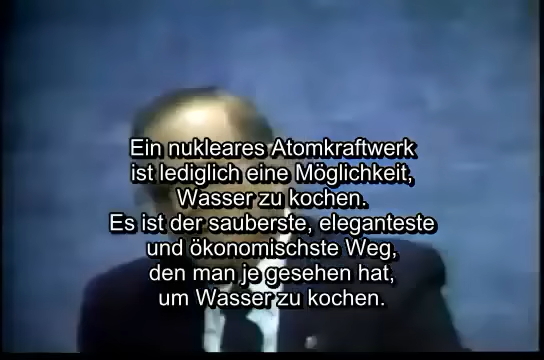 Ein nukleares Atomkraftwerk
ist lediglich eine Möglichkeit,
Wasser zu kochen.
Es ist der sauberste, eleganteste
und ökonomischste Weg,
den man je gesehen hat,
um Wasser zu kochen.